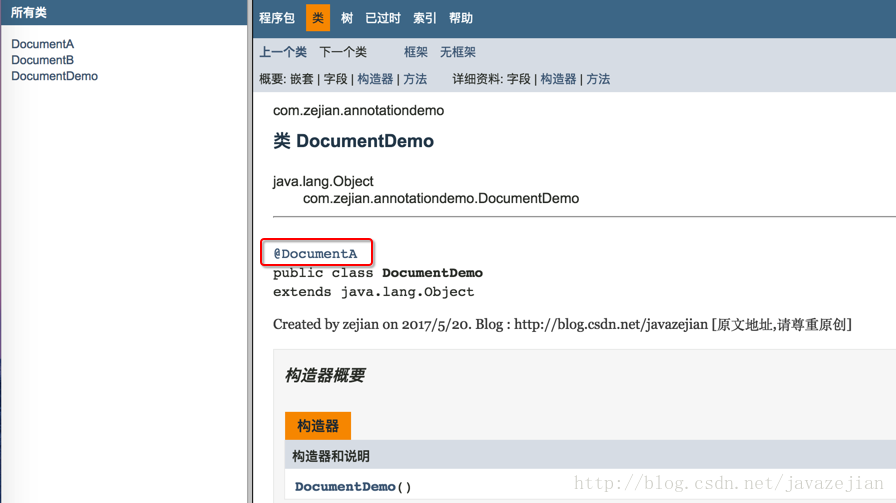 所有类
DocumentA
DocumentB
DocumentDemo
程序包 类 树 已过时 索引 帮助
上一个类 下一个类 框架 无框架
概要: 嵌套 | 字段 | 构造器 | 方法 详细资料: 字段 | 构造器 | 方法
com.zejian.annotationdemo
类 DocumentDemo
java.lang.Object
com.zejian.annotationdemo.DocumentDemo
@DocumentA
public class DocumentDemo
extends java.lang.Object
Created by zejian on 2017/5/20. Blog : http://blog.csdn.net/javazejian [原文地址,请尊重原创]
构造器概要
构造器
构造器和说明
DocumentDemo()
http://blog.csdn.net/javazejian